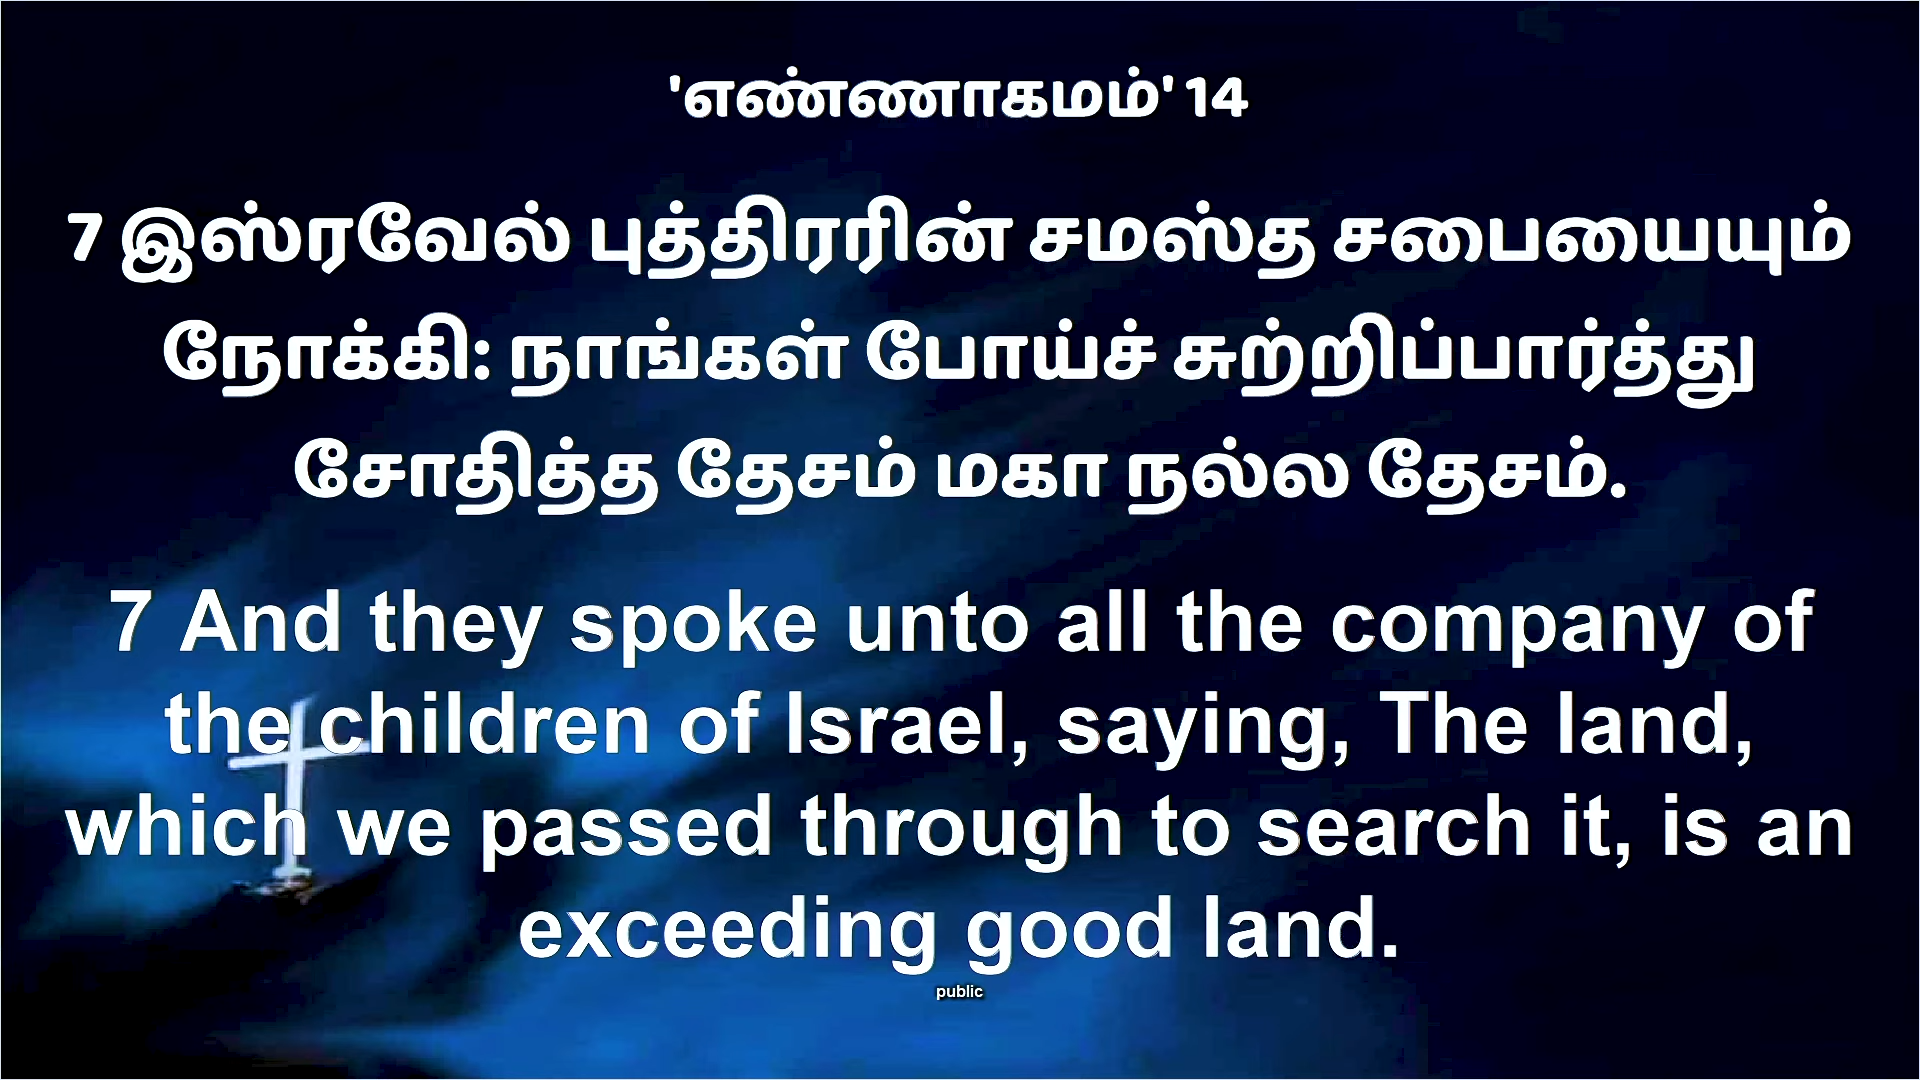 'எண்ணாகமம்' 14
7 இஸ்ரவேல் புத்திரரின் சமஸ்த சபையையும்
நோக்கி: நாங்கள் போய்ச் சுற்றிப்பார்த்து
சோதித்த தேசம் மகா நல்ல தேசம்.
7 And they spoke unto all the company of
the children of Israel, saying, The land,
which we passed through to search it, is an
exceeding good land.
public